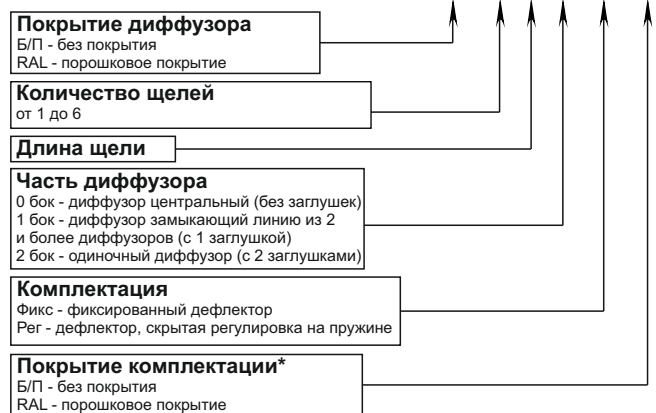 Покрытие диффузора
Б/П - без покрытия
RAL - порошковое покрытие
Количество щелей
от 1 до 6
Длина щели
Часть диффузора
0 бок - диффузор центральный (без заглушек)
1 бок - диффузор замыкающий линию из 2
и более диффузоров (с 1 заглушкой)
2 бок - одиночный диффузор (с 2 заглушками)
Комплектация
Фикс - фиксированный дефлектор
Рег - дефлектор, скрытая регулировка на пружине
Покрытие комплектации*
Б/П - без покрытия
RAL - порошковое покрытие